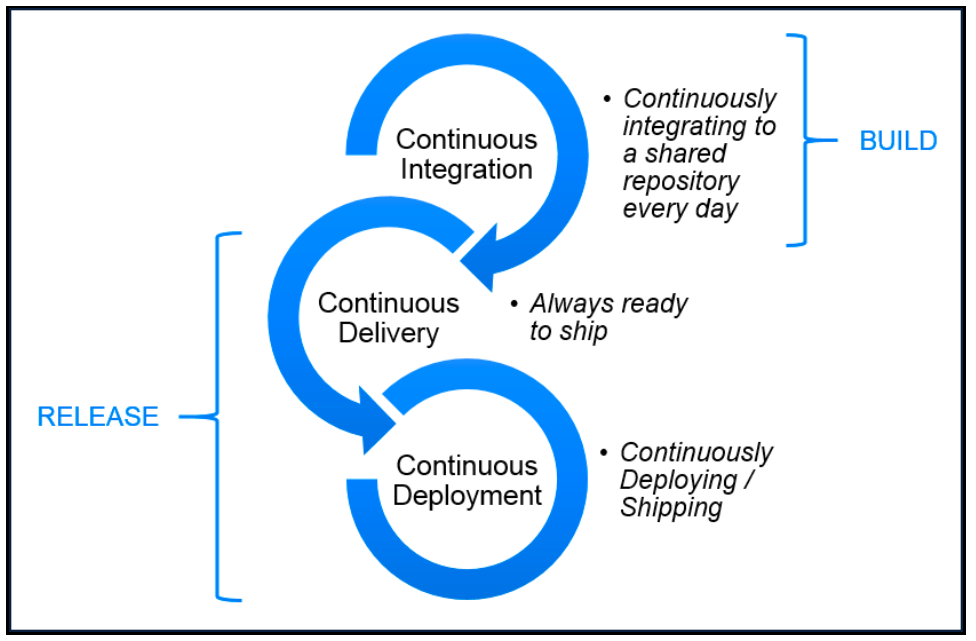 Continuous
Integration
• Continuously
integrating to
a shared
repository
every day
BUILD
Continuous
Delivery
• Always ready
to ship
RELEASE
Continuous
Deployment
• Continuously
Deploying /
Shipping